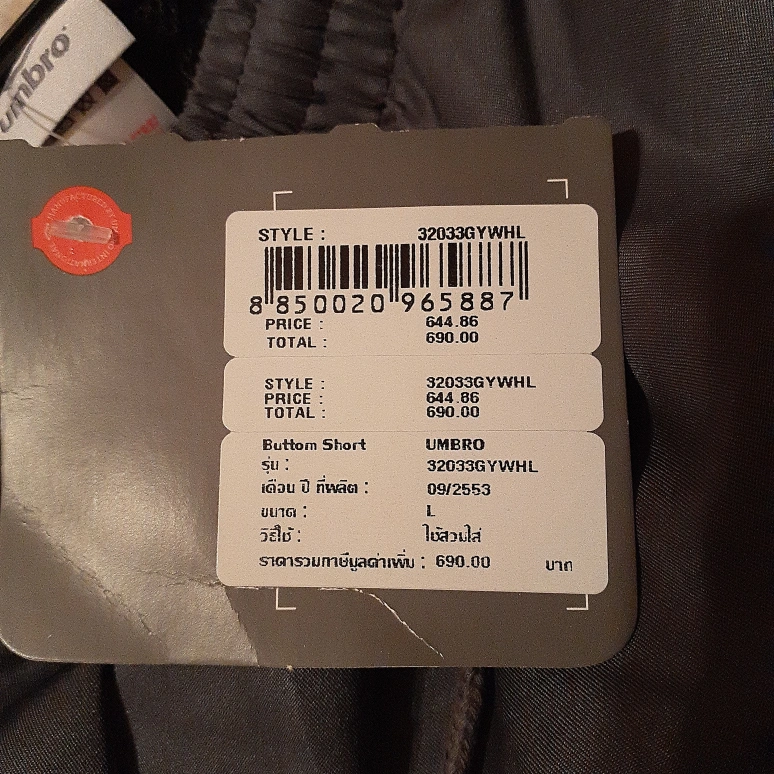 umbro
STYLE : 32033GYWHL
8 850020 965887
PRICE : 644.86
TOTAL : 690.00
STYLE : 32033GYWHL
PRICE : 644.86
TOTAL : 690.00
Buttom Short UMBRO
รุ่น : 32033GYWHL
เดือน ปี ที่ผลิต : 09/2553
ขนาด : L
วิธีใช้ : ใช้สวมใส่
ราคารวมภาษีมูลค่าเพิ่ม : 690.00 บาท